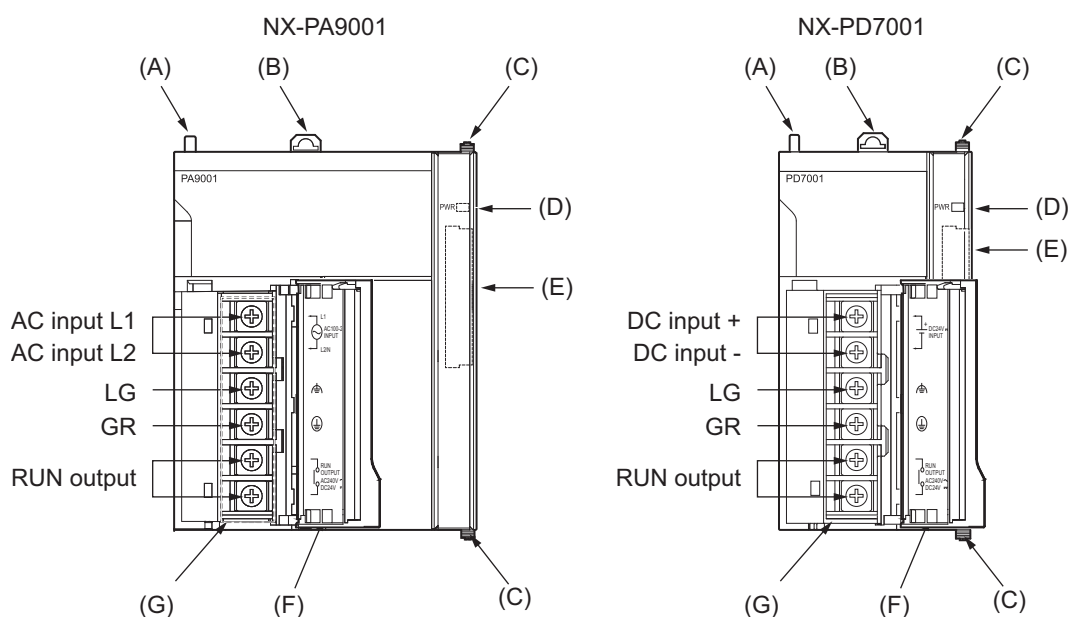 NX-PA9001
(A)
(B)
(C)
PA9001
PWR
(D)
(E)
AC input L1
AC input L2
LG
GR
RUN output
L1
INPUT
L2/N
RUN
OUTPUT
AC240V
DC24V
(G)
(F)
(C)
NX-PD7001
(A)
(B)
(C)
PD7001
PWR
(D)
(E)
DC input +
DC input -
LG
GR
RUN output
+
DC24V
INPUT
-
RUN
OUTPUT
AC240V
DC24V
(G)
(F)
(C)